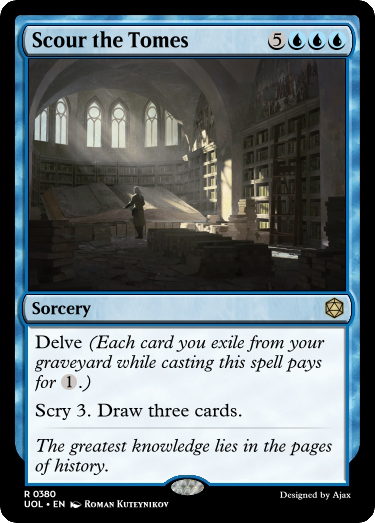 Scour the Tomes 5
Sorcery
Delve (Each card you exile from your
graveyard while casting this spell pays
for 1.)
Scry 3. Draw three cards.
The greatest knowledge lies in the pages
of history.
R 0380
UOL • EN Roman Kuteynikov
Designed by Ajax